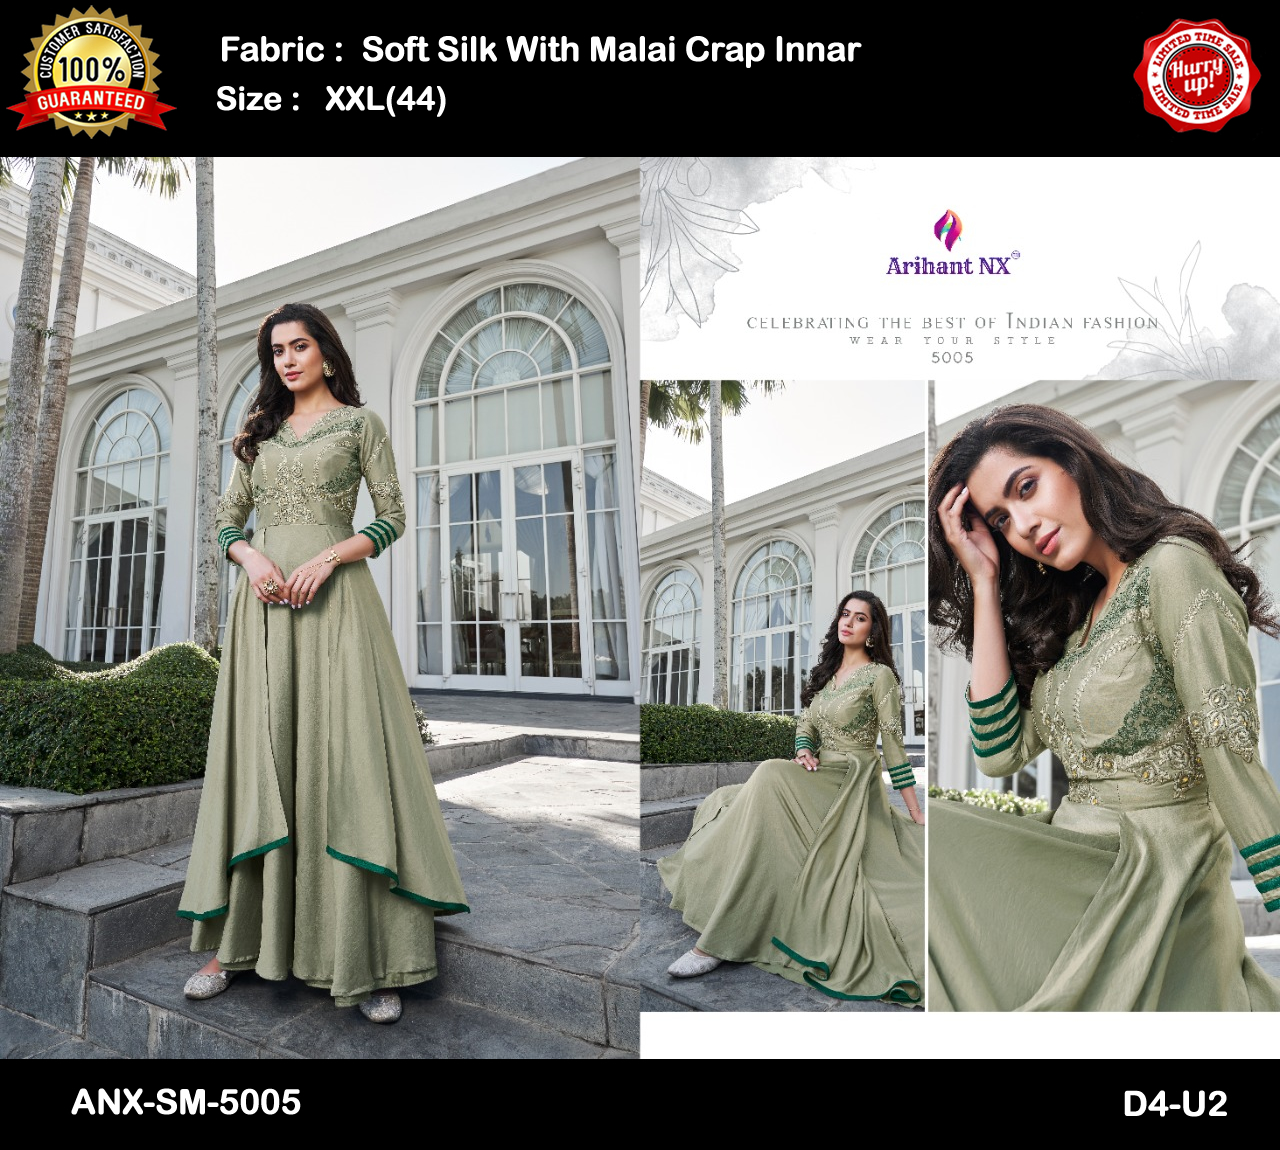 CUSTOMER SATISFACTION
100%
GUARANTEED
Fabric : Soft Silk With Malai Crap Innar
Size : XXL(44)
LIMITED TIME SALE
Hurry
up!
LIMITED TIME SALE
Arihant NX
CELEBRATING THE BEST OF INDIAN FASHION
WEAR YOUR STYLE
5005
ANX-SM-5005
D4-U2